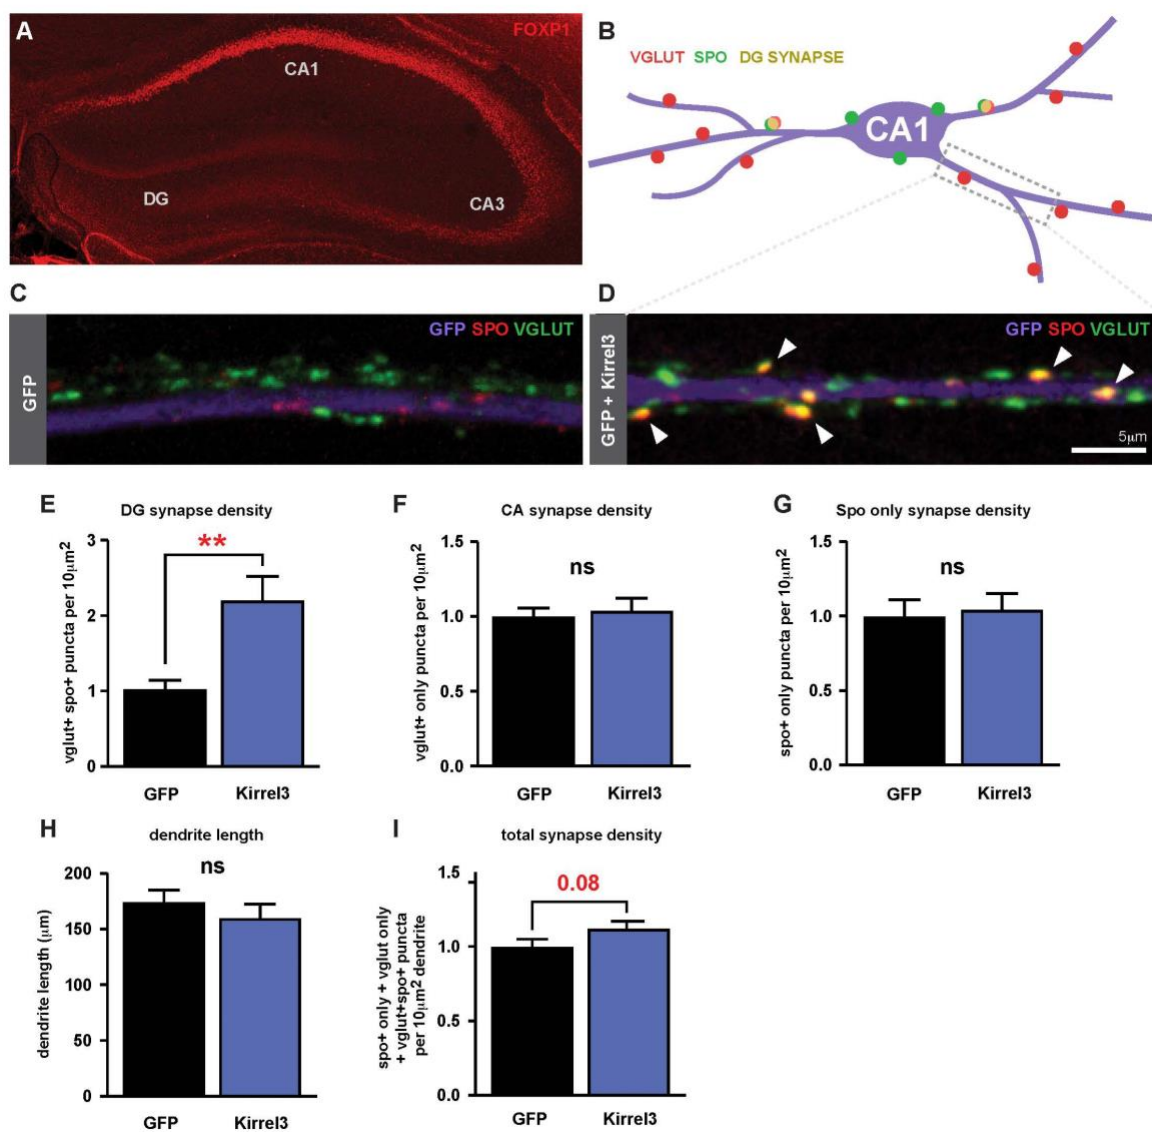 A
FOXP1
CA1
DG
CA3
B
VGLUT SPO DG SYNAPSE
CA1
C
GFP
GFP SPO VGLUT
D
GFP + Kirrel3
GFP SPO VGLUT
5μm
E
DG synapse density
vglut+ spo+ puncta per 10μm2
3
2
1
0
**
GFP
Kirrel3
F
CA synapse density
vglut+ only puncta per 10μm2
1.5
1.0
0.5
0.0
ns
GFP
Kirrel3
G
Spo only synapse density
spo+ only puncta per 10μm2
1.5
1.0
0.5
0.0
ns
GFP
Kirrel3
H
dendrite length
dendrite length (μm)
200
150
100
50
0
ns
GFP
Kirrel3
I
total synapse density
spo+ only + vglut only
+ vglut+spo+ puncta
per 10μm2 dendrite
1.5
1.0
0.5
0.0
0.08
GFP
Kirrel3